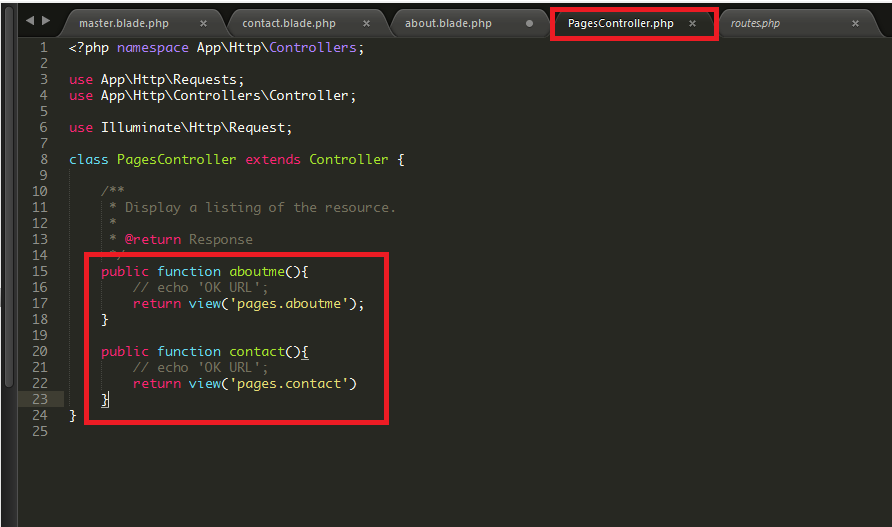 master.blade.php × contact.blade.php × about.blade.php PagesController.php × routes.php ×
1 <?php namespace App\Http\Controllers;
2
3 use App\Http\Requests;
4 use App\Http\Controllers\Controller;
5
6 use Illuminate\Http\Request;
7
8 class PagesController extends Controller {
9
10     /**
11      * Display a listing of the resource.
12      *
13      * @return Response
14      */
15     public function aboutme(){
16         // echo 'OK URL';
17         return view('pages.aboutme');
18     }
19
20     public function contact(){
21         // echo 'OK URL';
22         return view('pages.contact')
23     }
24 }
25